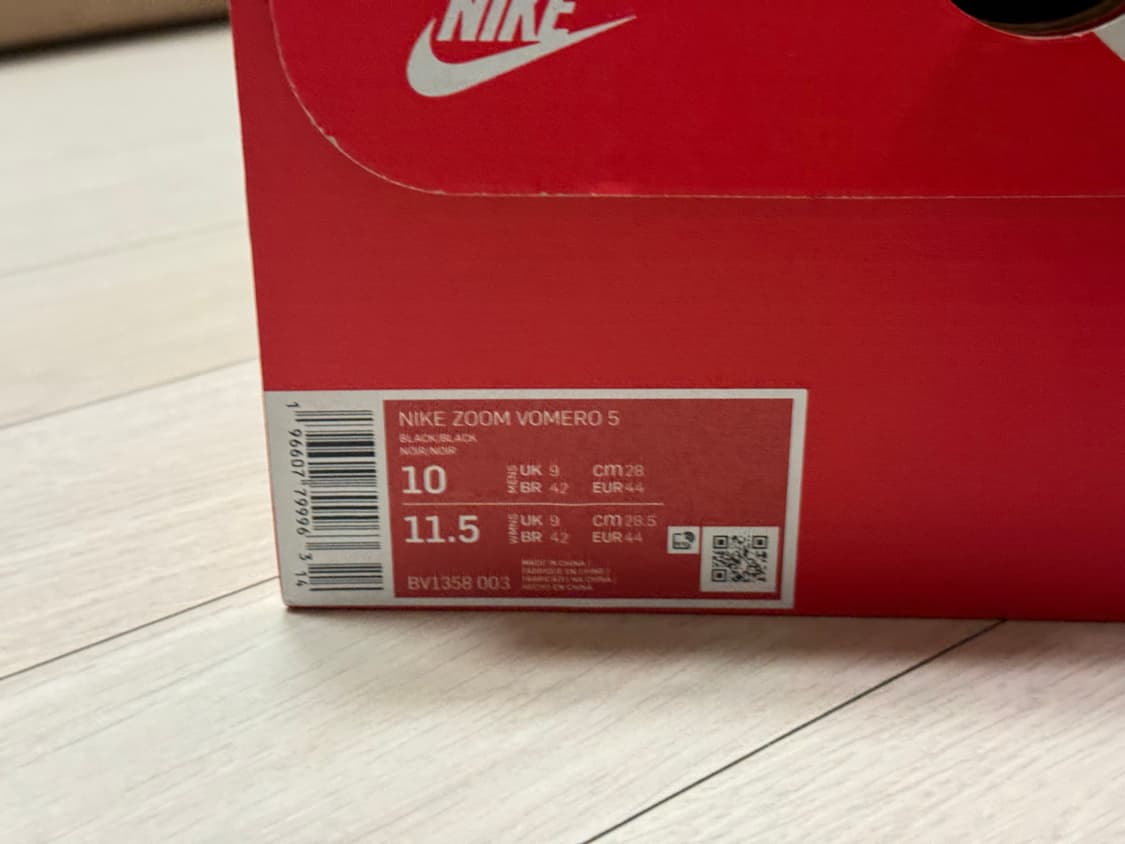 NIKE
1 96607 79996 3 14
NIKE ZOOM VOMERO 5
BLACK/BLACK
NOIR/NOIR
10 MENS UK 9 cm 28
BR 42 EUR 44
11.5 WMNS UK 9 cm 28.5
BR 42 EUR 44
BV1358 003
MADE IN CHINA /
FABRIQUE EN CHINE /
FABRICADO NA CHINA /
HECHO EN CHINA